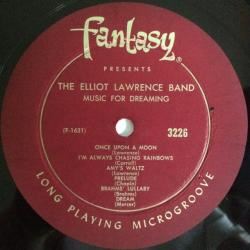 Fantasy®
PRESENTS
THE ELLIOT LAWRENCE BAND
MUSIC FOR DREAMING
(F-1631)
3226
ONCE UPON A MOON
(Lawrence)
I'M ALWAYS CHASING RAINBOWS
(Carroll)
ANY'S WALTZ
(Lawrence)
PRELUDE
(Chopin)
BRAHMS' LULLABY
(Brahms)
DREAM
(Mercer)
LONG PLAYING MICROGROOVE